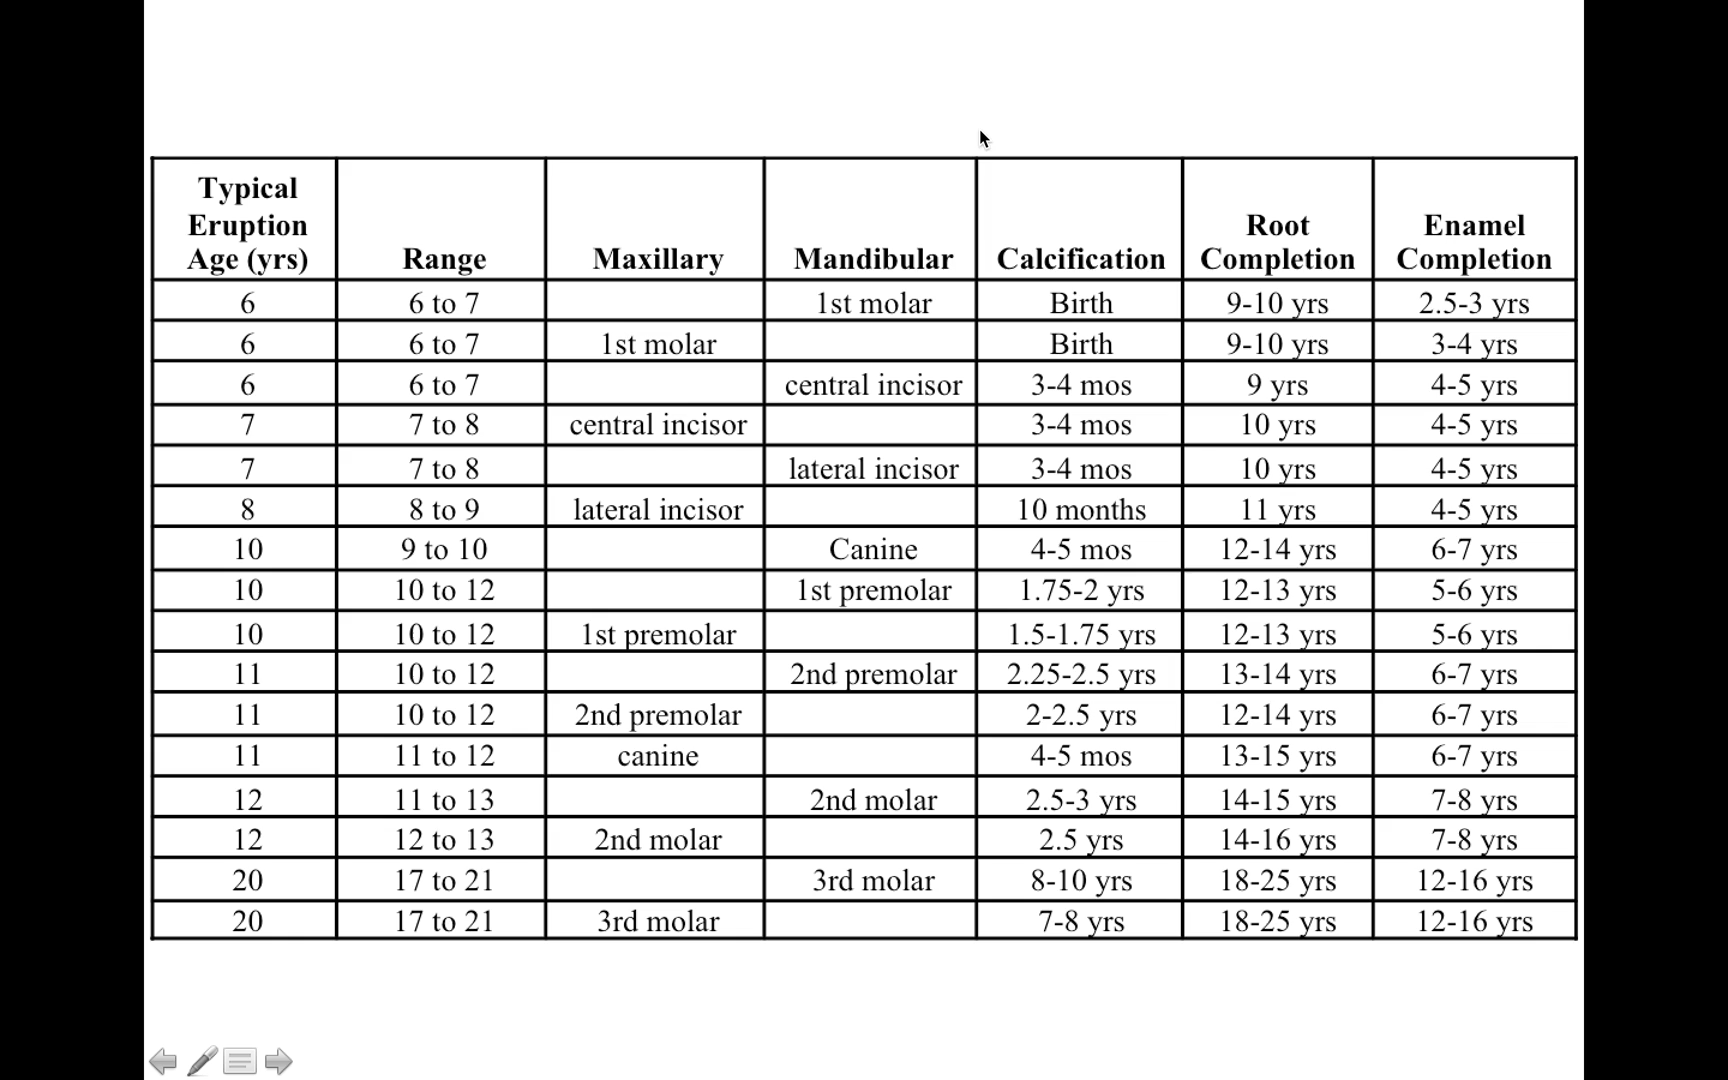 Typical Eruption Age (yrs) Range Maxillary Mandibular Calcification Root Completion Enamel Completion
6 6 to 7 1st molar Birth 9-10 yrs 2.5-3 yrs
6 6 to 7 1st molar Birth 9-10 yrs 3-4 yrs
6 6 to 7 central incisor 3-4 mos 9 yrs 4-5 yrs
7 7 to 8 central incisor 3-4 mos 10 yrs 4-5 yrs
7 7 to 8 lateral incisor 3-4 mos 10 yrs 4-5 yrs
8 8 to 9 lateral incisor 10 months 11 yrs 4-5 yrs
10 9 to 10 Canine 4-5 mos 12-14 yrs 6-7 yrs
10 10 to 12 1st premolar 1.75-2 yrs 12-13 yrs 5-6 yrs
10 10 to 12 1st premolar 1.5-1.75 yrs 12-13 yrs 5-6 yrs
11 10 to 12 2nd premolar 2.25-2.5 yrs 13-14 yrs 6-7 yrs
11 10 to 12 2nd premolar 2-2.5 yrs 12-14 yrs 6-7 yrs
11 11 to 12 canine 4-5 mos 13-15 yrs 6-7 yrs
12 11 to 13 2nd molar 2.5-3 yrs 14-15 yrs 7-8 yrs
12 12 to 13 2nd molar 2.5 yrs 14-16 yrs 7-8 yrs
20 17 to 21 3rd molar 8-10 yrs 18-25 yrs 12-16 yrs
20 17 to 21 3rd molar 7-8 yrs 18-25 yrs 12-16 yrs